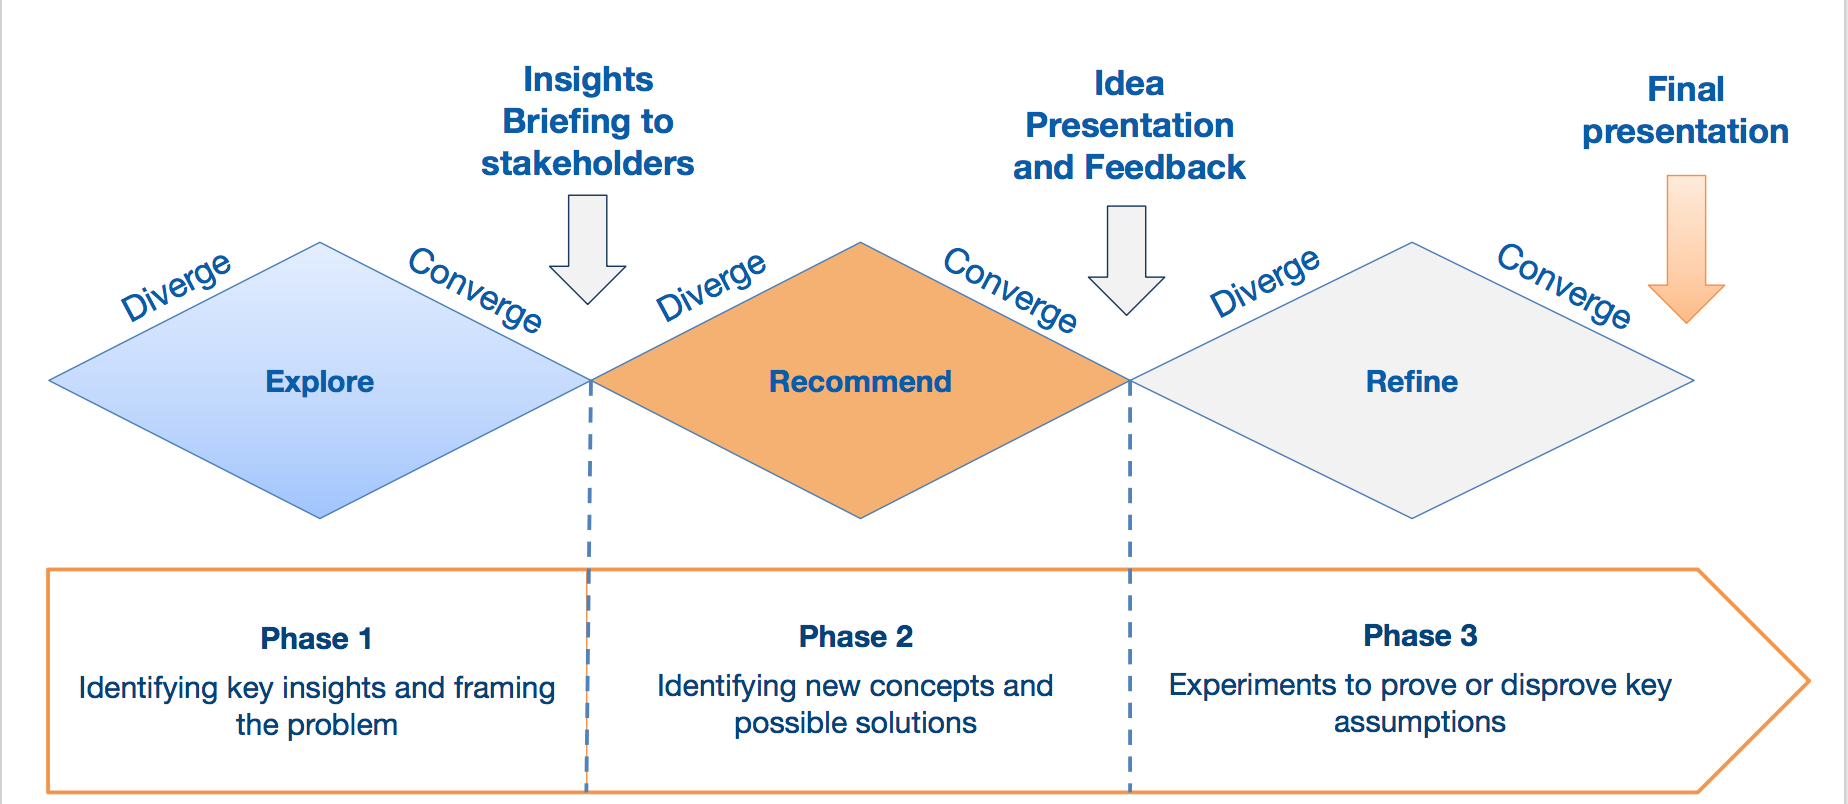 Insights
Briefing to
stakeholders
Idea
Presentation
and Feedback
Final
presentation
Diverge
Converge
Diverge
Converge
Diverge
Converge
Explore
Recommend
Refine
Phase 1
Identifying key insights and framing
the problem
Phase 2
Identifying new concepts and
possible solutions
Phase 3
Experiments to prove or disprove key
assumptions